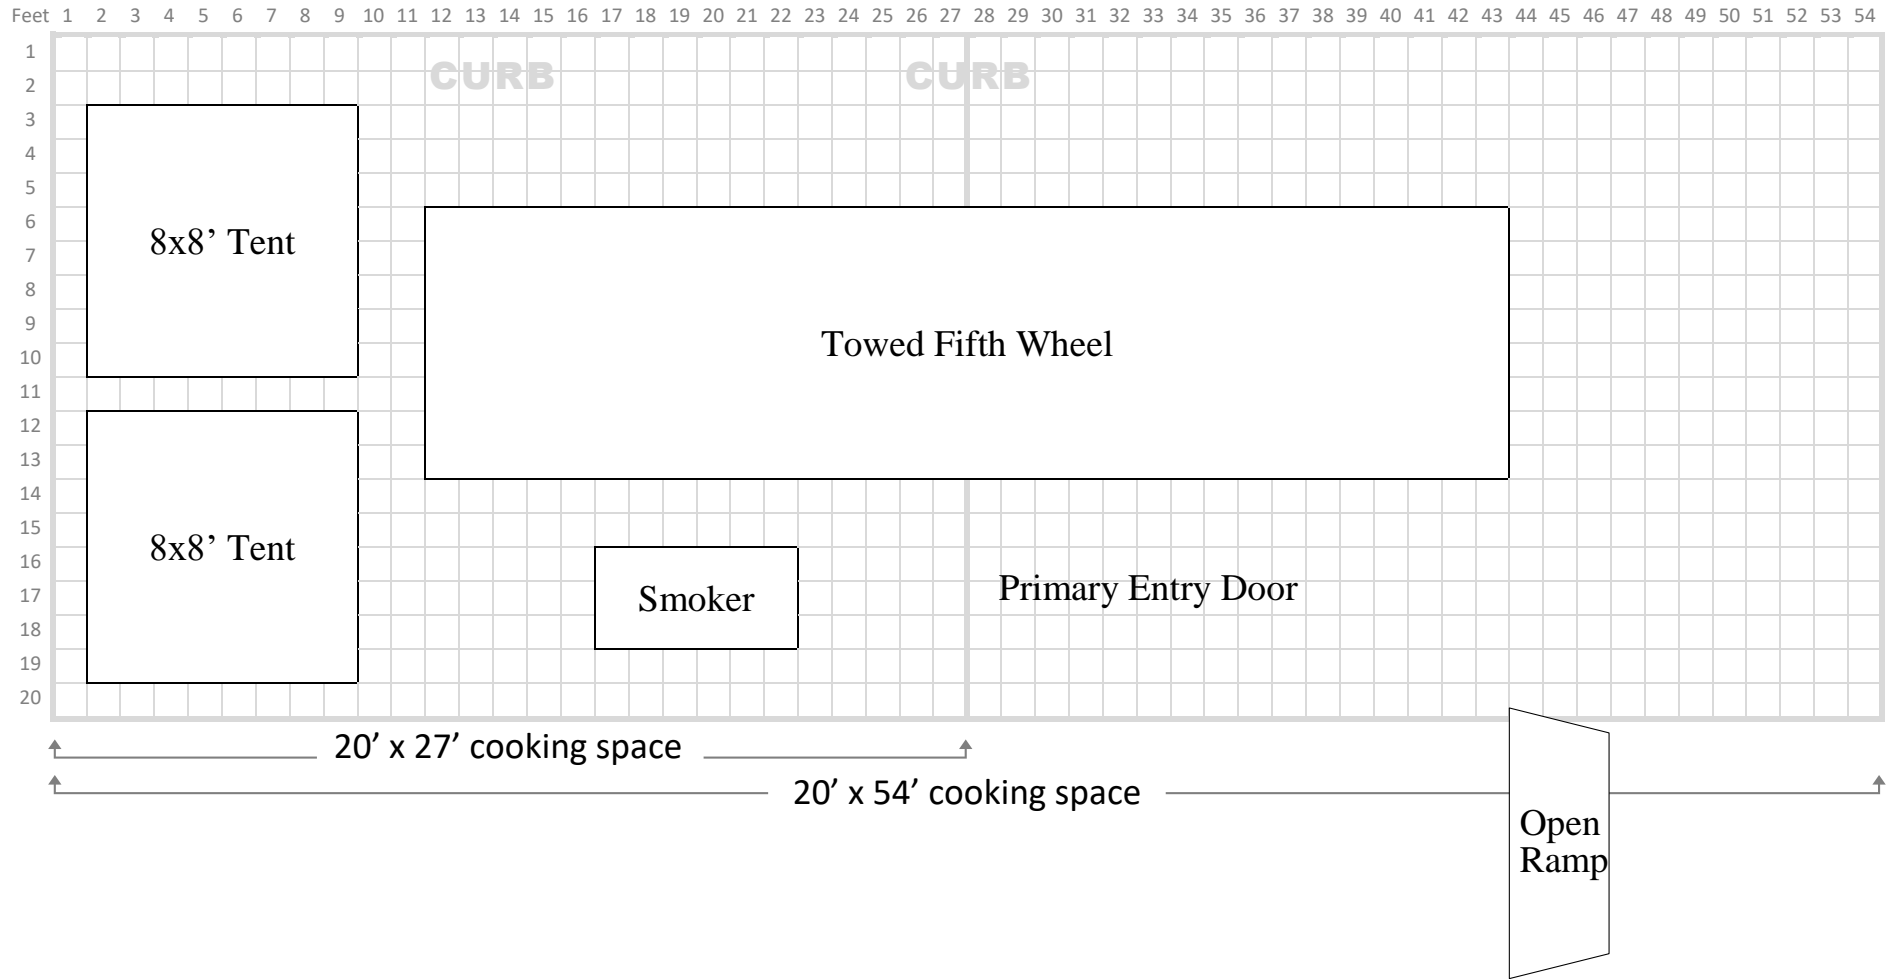 Feet 1 2 3 4 5 6 7 8 9 10 11 12 13 14 15 16 17 18 19 20 21 22 23 24 25 26 27 28 29 30 31 32 33 34 35 36 37 38 39 40 41 42 43 44 45 46 47 48 49 50 51 52 53 54
1
CURB CURB
2
3
4
5
6
8x8’ Tent
7
8
9
Towed Fifth Wheel
10
11
12
13
14
15
8x8’ Tent
16
Primary Entry Door
17
Smoker
18
19
20
20’ x 27’ cooking space
20’ x 54’ cooking space
Open
Ramp